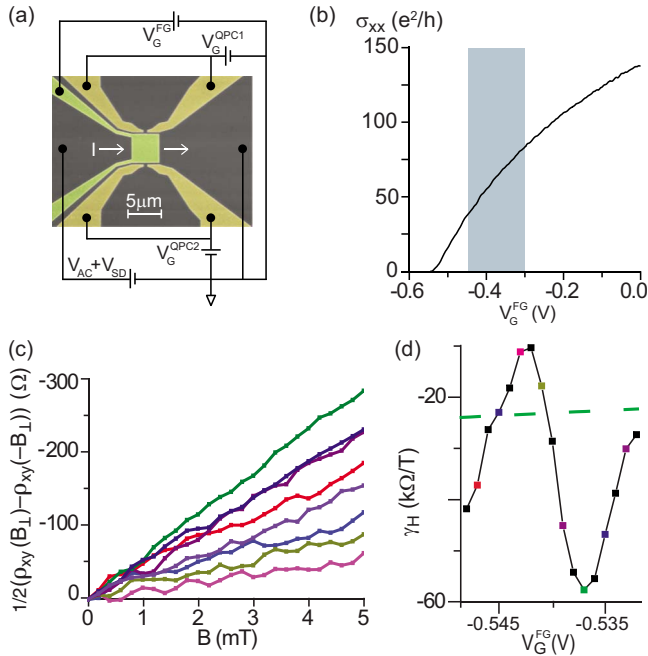 (a)
V_G^FG
V_G^QPC1
I
5μm
V_G^QPC2
V_AC+V_SD
(b)
σ_xx (e²/h)
150
100
50
0
-0.6
-0.4
-0.2
0.0
V_G^FG (V)
(c)
1/2(ρ_xy(B_⊥)−ρ_xy(−B_⊥)) (Ω)
-300
-200
-100
0
0
1
2
3
4
5
B (mT)
(d)
γ_H (kΩ/T)
-20
-60
-0.545
-0.535
V_G^FG (V)